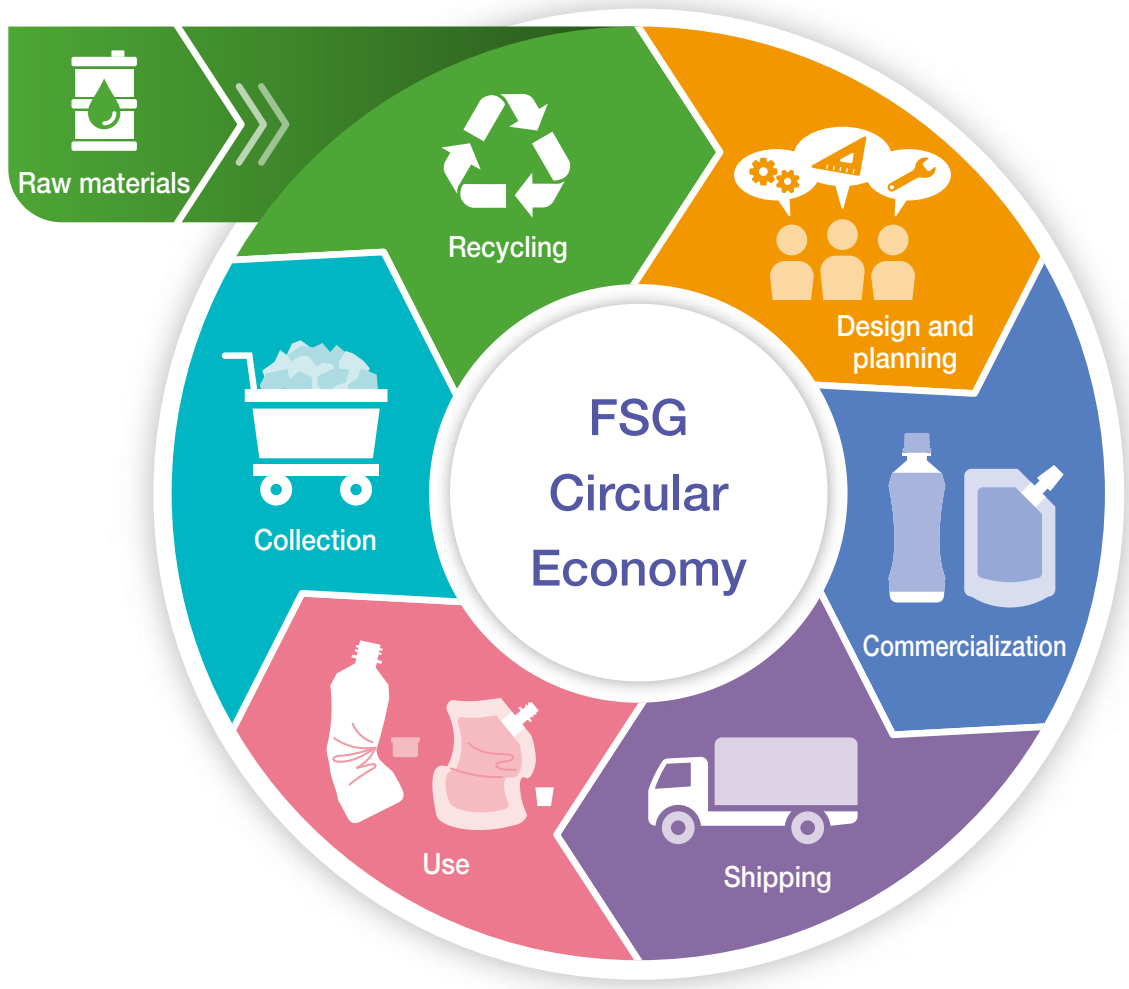 Raw materials
Recycling
Design and
planning
FSG
Circular
Economy
Collection
Commercialization
Use
Shipping